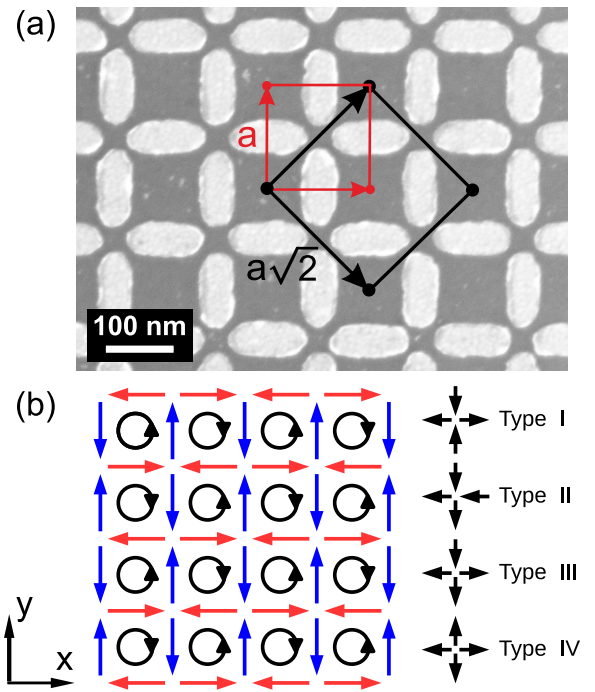 (a)
a
a√2
100 nm
(b)
Type I
Type II
Type III
Type IV
y
x